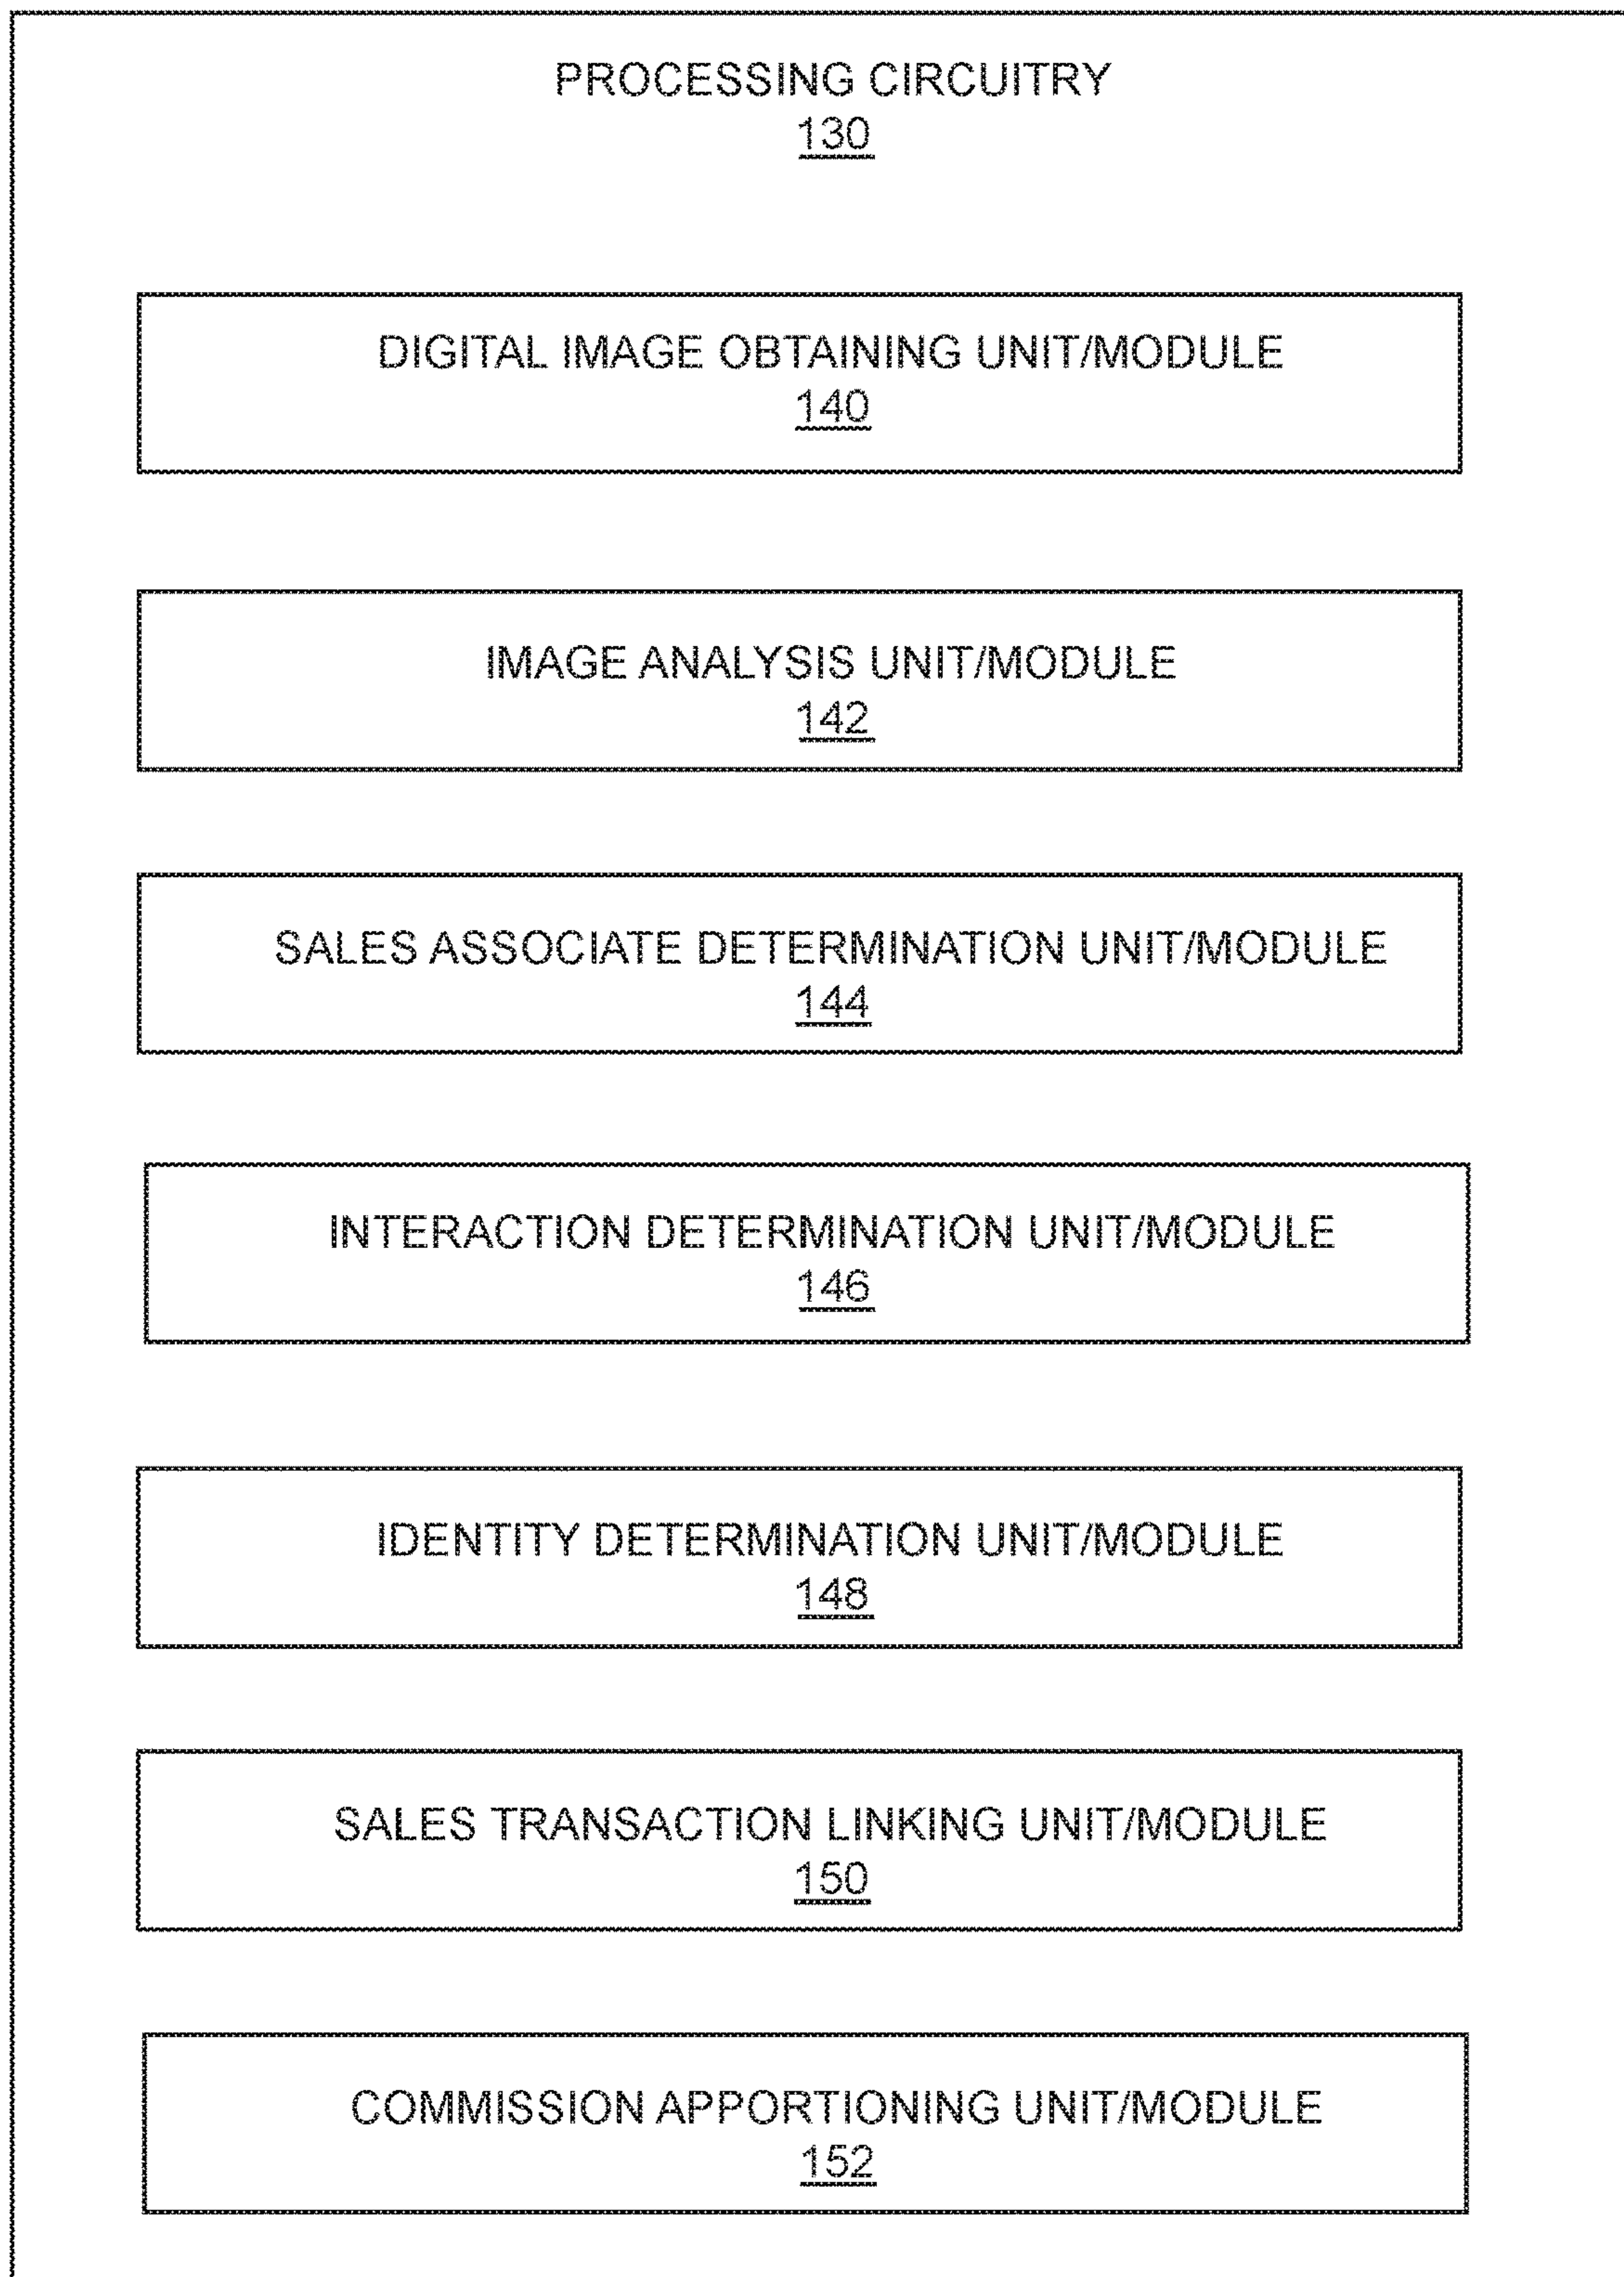 PROCESSING CIRCUITRY
130
DIGITAL IMAGE OBTAINING UNIT/MODULE
140
IMAGE ANALYSIS UNIT/MODULE
142
SALES ASSOCIATE DETERMINATION UNIT/MODULE
144
INTERACTION DETERMINATION UNIT/MODULE
146
IDENTITY DETERMINATION UNIT/MODULE
148
SALES TRANSACTION LINKING UNIT/MODULE
150
COMMISSION APPORTIONING UNIT/MODULE
152